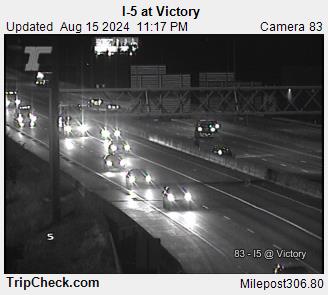 I-5 at Victory
Updated Aug 15 2024 11:17 PM Camera 83
S
83 - I5 @ Victory
TripCheck.com Milepost306.80